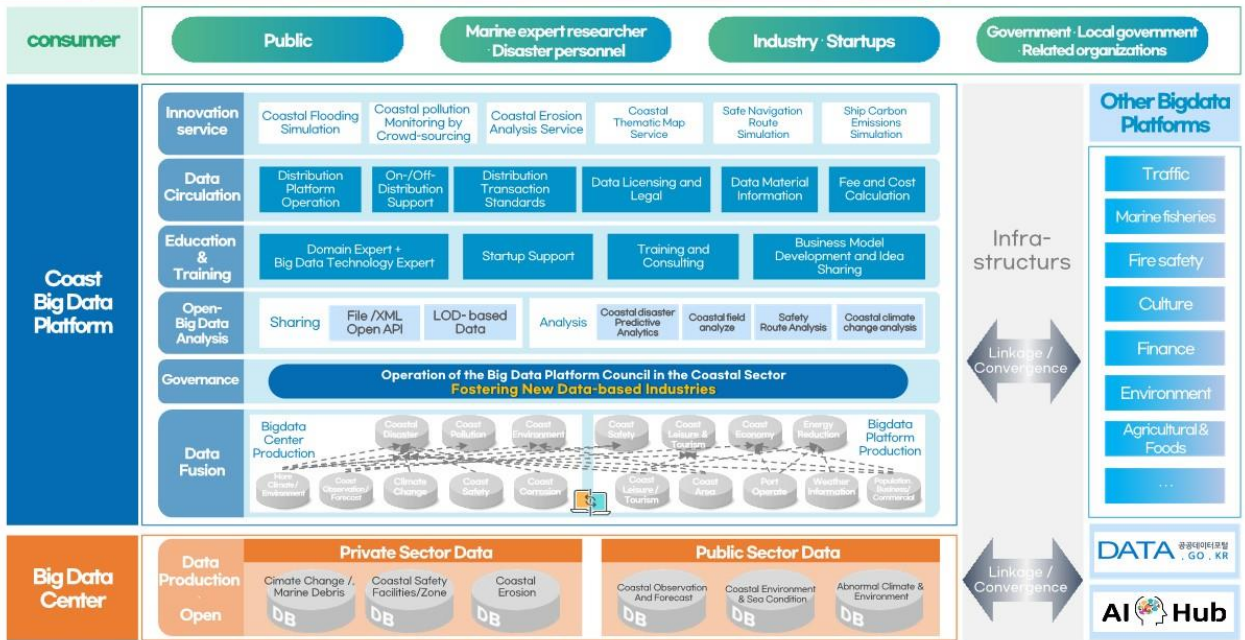 consumer
Public
Marine expert researcher
· Disaster personnel
Industry · Startups
Government · Local government
· Related organizations
Coast
Big Data
Platform
Innovation
service
Coastal Flooding
Simulation
Coastal pollution
Monitoring by
Crowd-sourcing
Coastal Erosion
Analysis Service
Coastal
Thematic Map
Service
Safe Navigation
Route
Simulation
Ship Carbon
Emissions
Simulation
Data
Circulation
Distribution
Platform
Operation
On-/Off-
Distribution
Support
Distribution
Transaction
Standards
Data Licensing and
Legal
Data Material
Information
Fee and Cost
Calculation
Education
&
Training
Domain Expert +
Big Data Technology Expert
Startup Support
Training and
Consulting
Business Model
Development and Idea
Sharing
Open-
Big Data
Analysis
Sharing
File /XML
Open API
LOD- based
Data
Analysis
Coastal disaster
Predictive
Analytics
Coastal field
analyze
Safety
Route Analysis
Coastal climate
change analysis
Governance
Operation of the Big Data Platform Council in the Coastal Sector
Fostering New Data-based Industries
Data
Fusion
Bigdata
Center
Production
Coastal
Disaster
Coast
Pollution
Coast
Environment
Coast
Safety
Coast
Leisure &
Tourism
Coast
Economy
Energy
Reduction
Bigdata
Platform
Production
Climate /
Environment
Coast
Observation /
Forecast
Climate
Change
Coast
Safety
Coast
Corrosion
Coast
Leisure /
Tourism
Coast
Area
Port
Operate
Weather
Information
Population
Business/
Commercial
Infra-
structurs
Linkage /
Convergence
Linkage /
Convergence
Other Bigdata
Platforms
Traffic
Marine fisheries
Fire safety
Culture
Finance
Environment
Agricultural &
Foods
...
Big Data
Center
Data
Production
·
Open
Private Sector Data
Cimate Change /.
Marine Debris
DB
Coastal Safety
Facilities/Zone
DB
Coastal
Erosion
DB
Public Sector Data
Coastal Observation
And Forecast
DB
Coastal Environment
& Sea Condition
DB
Abnormal Climate &
Environment
DB
DATA 공공데이터포털
. GO . KR
AI Hub